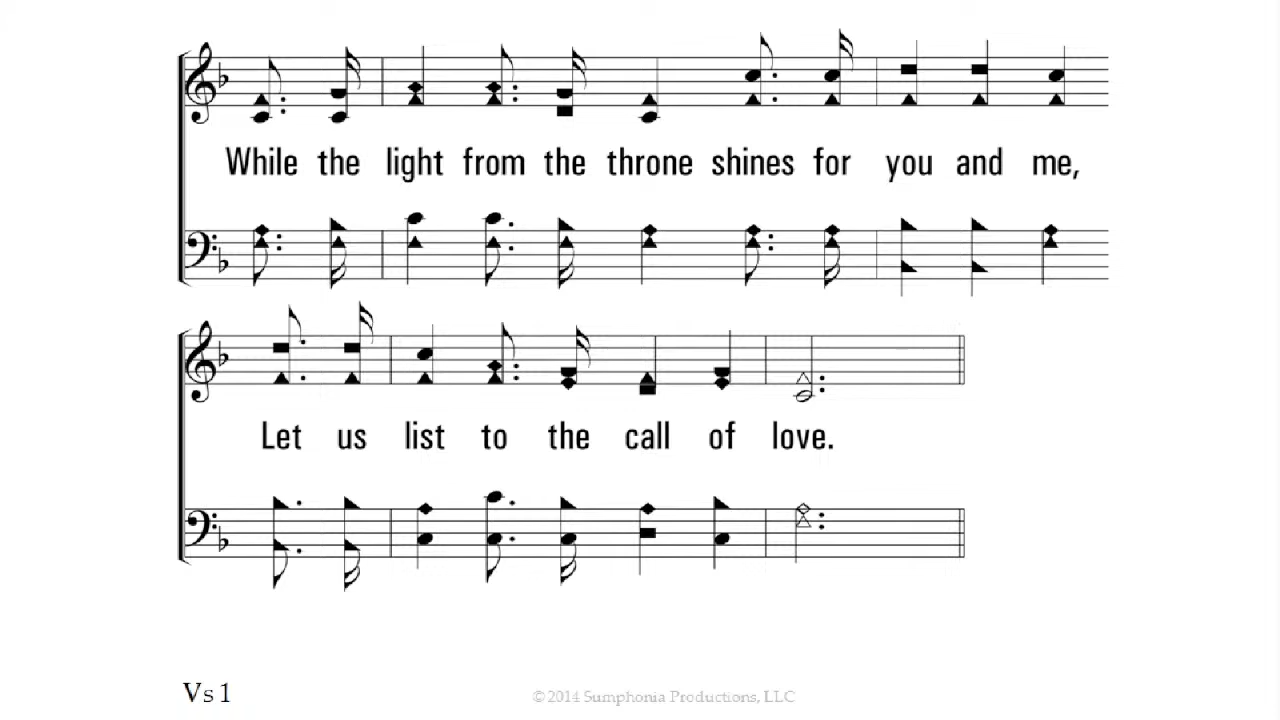 While the light from the throne shines for you and me,
Let us list to the call of love.
Vs 1
©2014 Sumphonia Productions, LLC